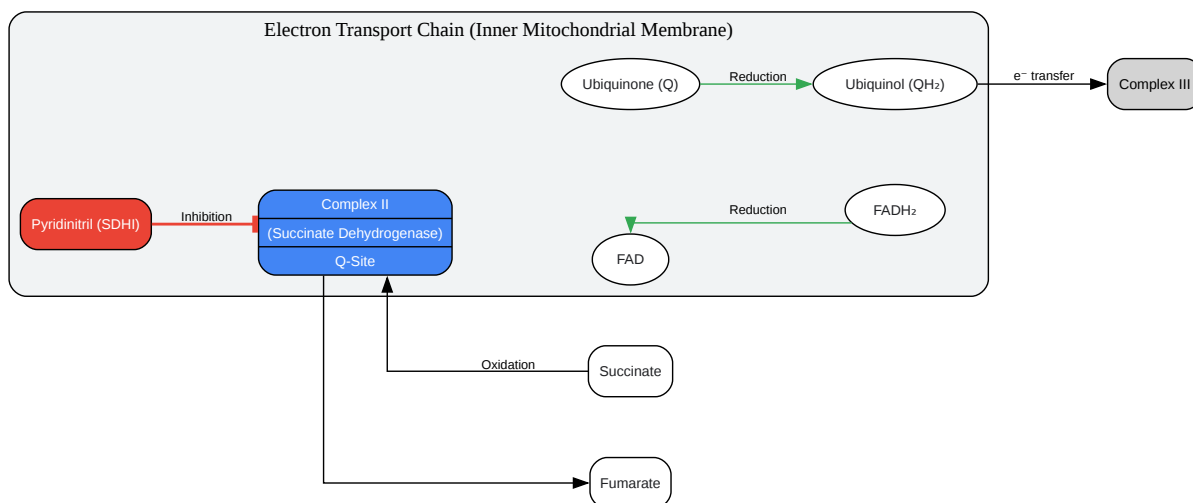 Electron Transport Chain (Inner Mitochondrial Membrane)
Ubiquinone (Q)
Reduction
Ubiquinol (QH₂)
e⁻ transfer
Complex III
Pyridinitril (SDHI)
Inhibition
Complex II
(Succinate Dehydrogenase)
Q-Site
Reduction
FADH₂
FAD
Oxidation
Succinate
Fumarate